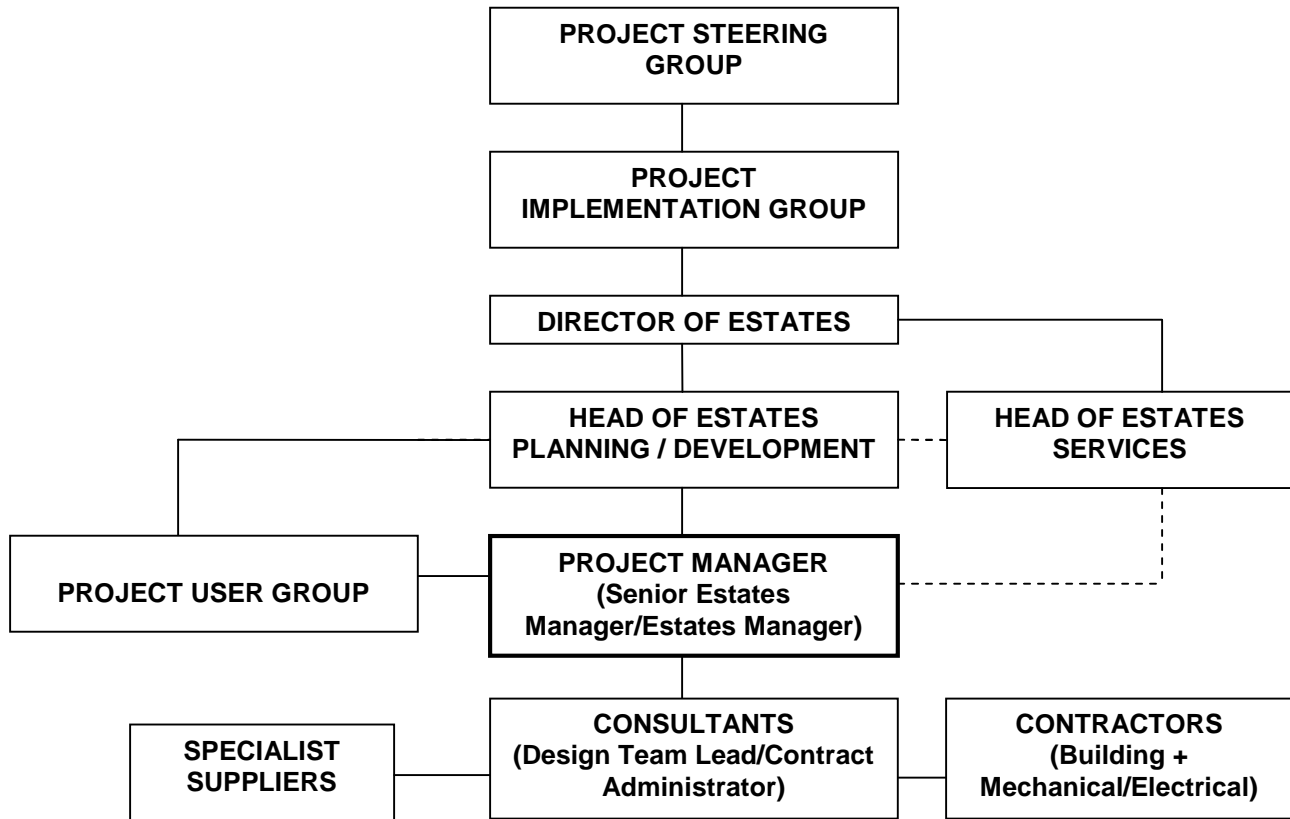 PROJECT STEERING
GROUP
PROJECT
IMPLEMENTATION GROUP
DIRECTOR OF ESTATES
HEAD OF ESTATES
PLANNING / DEVELOPMENT
HEAD OF ESTATES
SERVICES
PROJECT USER GROUP
PROJECT MANAGER
(Senior Estates
Manager/Estates Manager)
SPECIALIST
SUPPLIERS
CONSULTANTS
(Design Team Lead/Contract
Administrator)
CONTRACTORS
(Building +
Mechanical/Electrical)